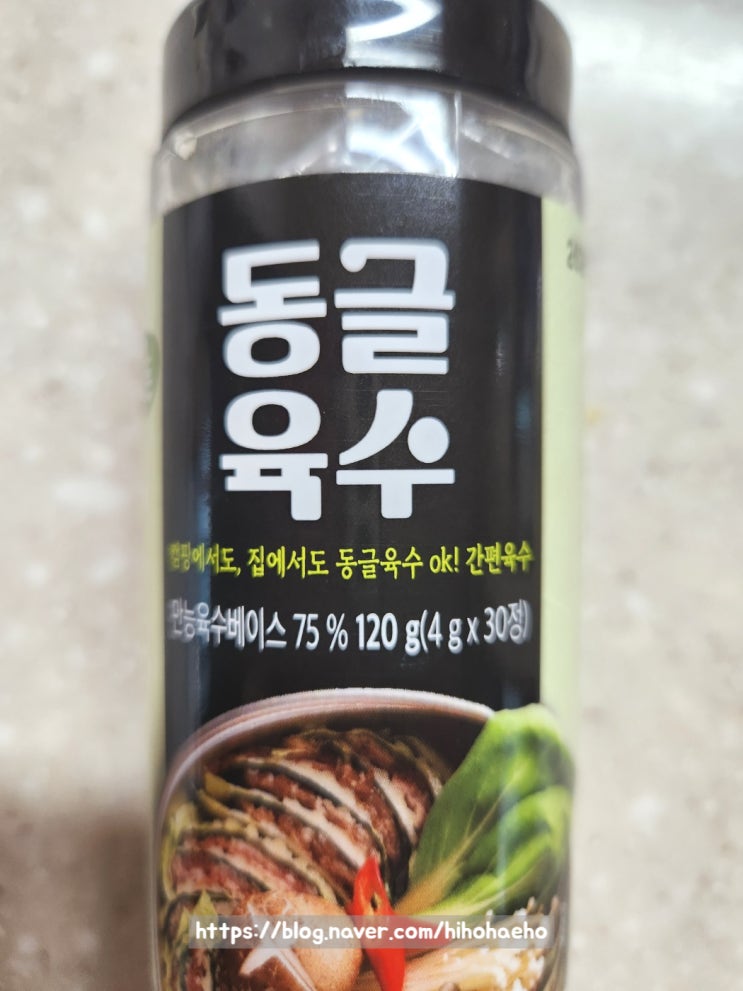 동글
육수
캠핑에서도, 집에서도 동글육수 ok! 간편육수
만능육수베이스 75 % 120 g(4 g x 30정)
https://blog.naver.com/hihohaeho